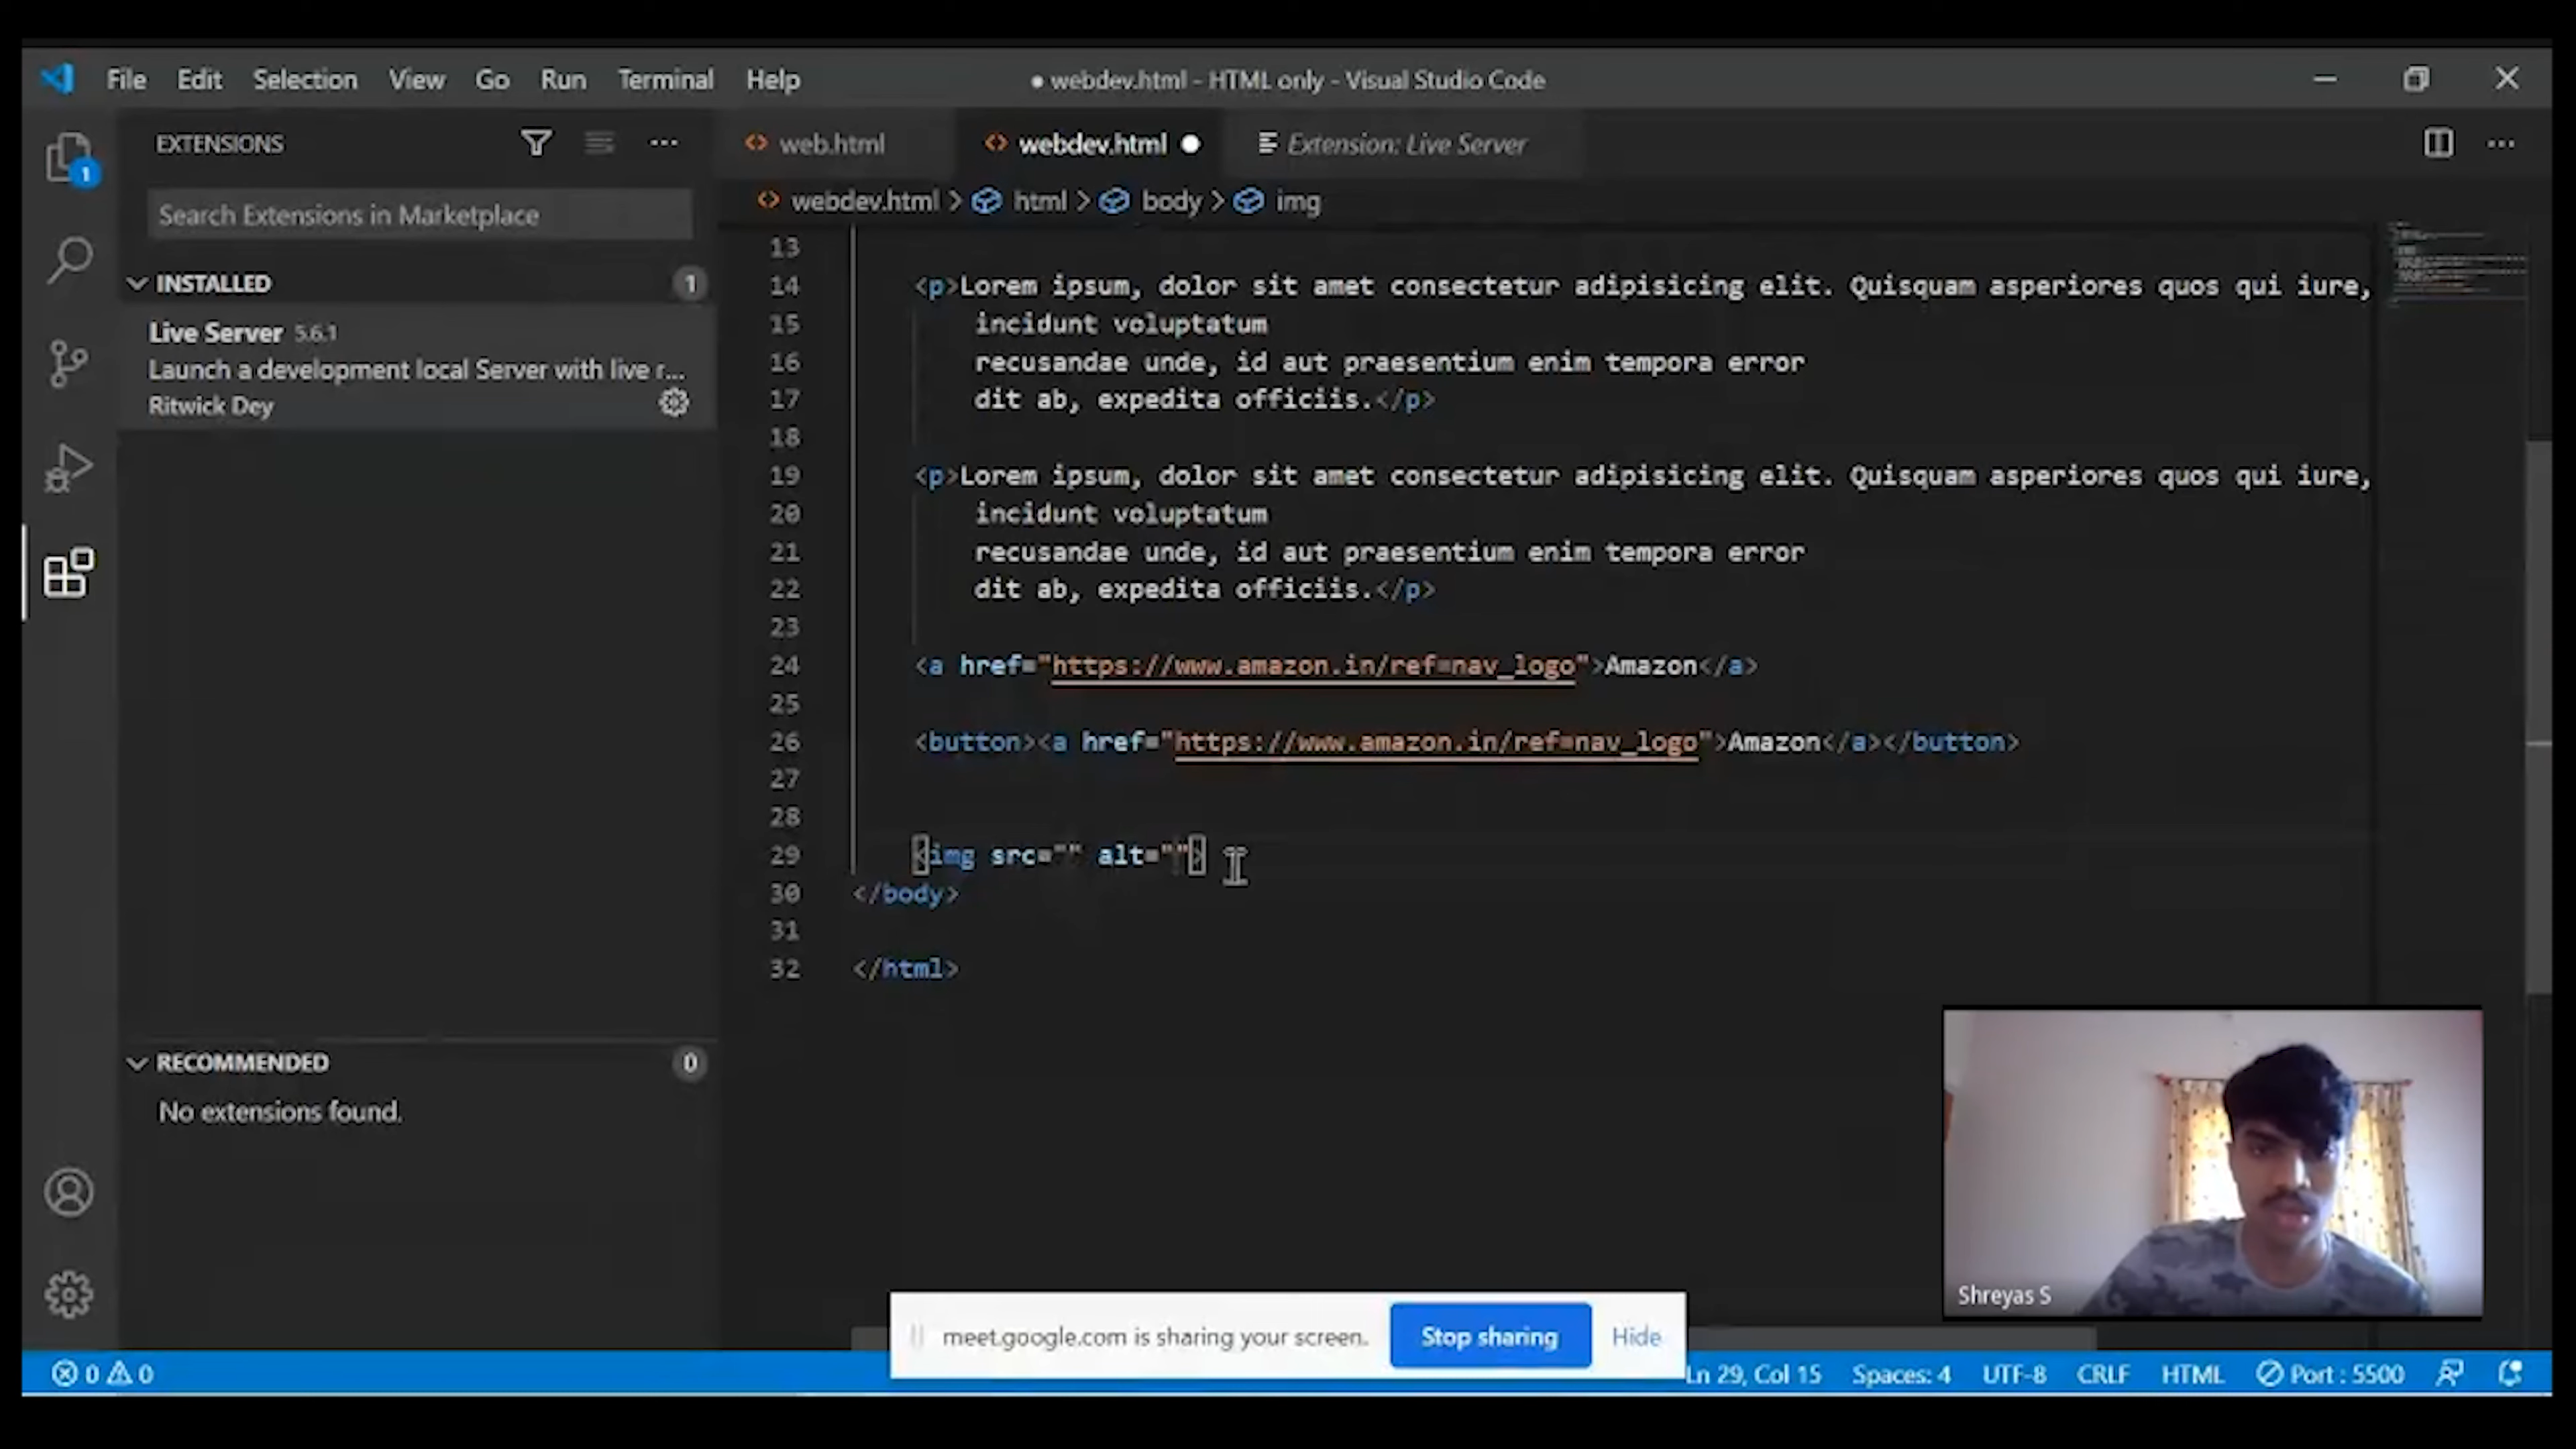 File Edit Selection View Go Run Terminal Help
● webdev.html - HTML only - Visual Studio Code
EXTENSIONS
web.html
webdev.html ●
Extension: Live Server
1
Search Extensions in Marketplace
webdev.html > html > body > img
INSTALLED 1
Live Server 5.6.1
Launch a development local Server with live r...
Ritwick Dey
13
14 <p>Lorem ipsum, dolor sit amet consectetur adipisicing elit. Quisquam asperiores quos qui iure,
15 incidunt voluptatum
16 recusandae unde, id aut praesentium enim tempora error
17 dit ab, expedita officiis.</p>
18
19 <p>Lorem ipsum, dolor sit amet consectetur adipisicing elit. Quisquam asperiores quos qui iure,
20 incidunt voluptatum
21 recusandae unde, id aut praesentium enim tempora error
22 dit ab, expedita officiis.</p>
23
24 <a href="https://www.amazon.in/ref=nav_logo">Amazon</a>
25
26 <button><a href="https://www.amazon.in/ref=nav_logo">Amazon</a></button>
27
28
29 <img src="" alt="">
30 </body>
31
32 </html>
RECOMMENDED 0
No extensions found.
Shreyas S
meet.google.com is sharing your screen. Stop sharing Hide
0 0 Ln 29, Col 15 Spaces: 4 UTF-8 CRLF HTML Port : 5500